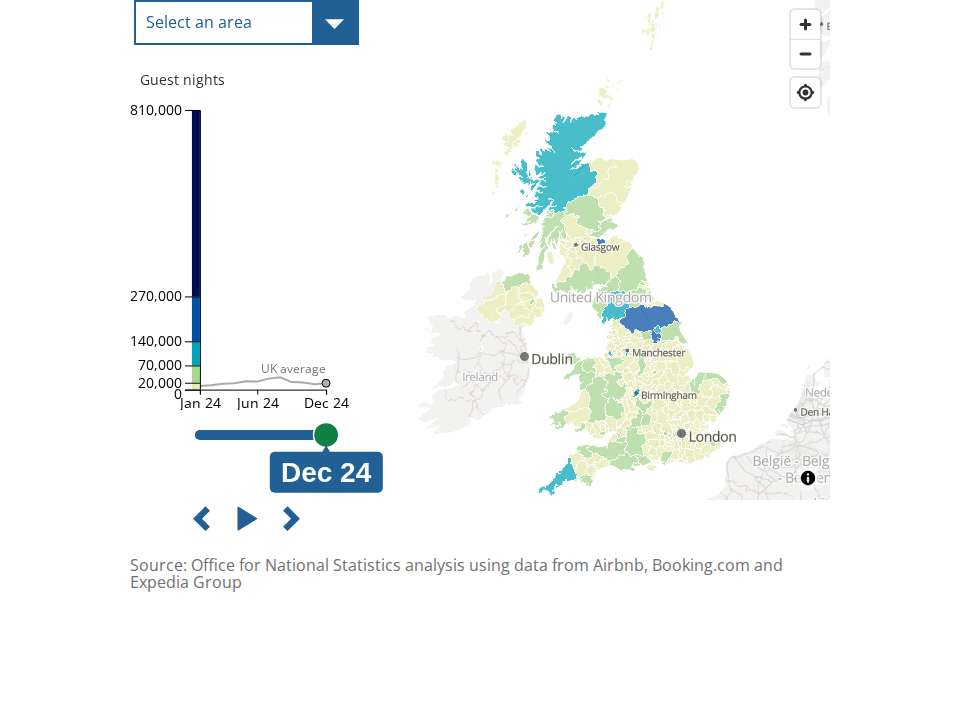 Select an area
Guest nights
810,000
270,000
140,000
70,000
20,000
0
UK average
Jan 24
Jun 24
Dec 24
Dec 24
Glasgow
United Kingdom
Dublin
Manchester
Ireland
Birmingham
London
Nede
Den Ha
België - Belg
Source: Office for National Statistics analysis using data from Airbnb, Booking.com and
Expedia Group